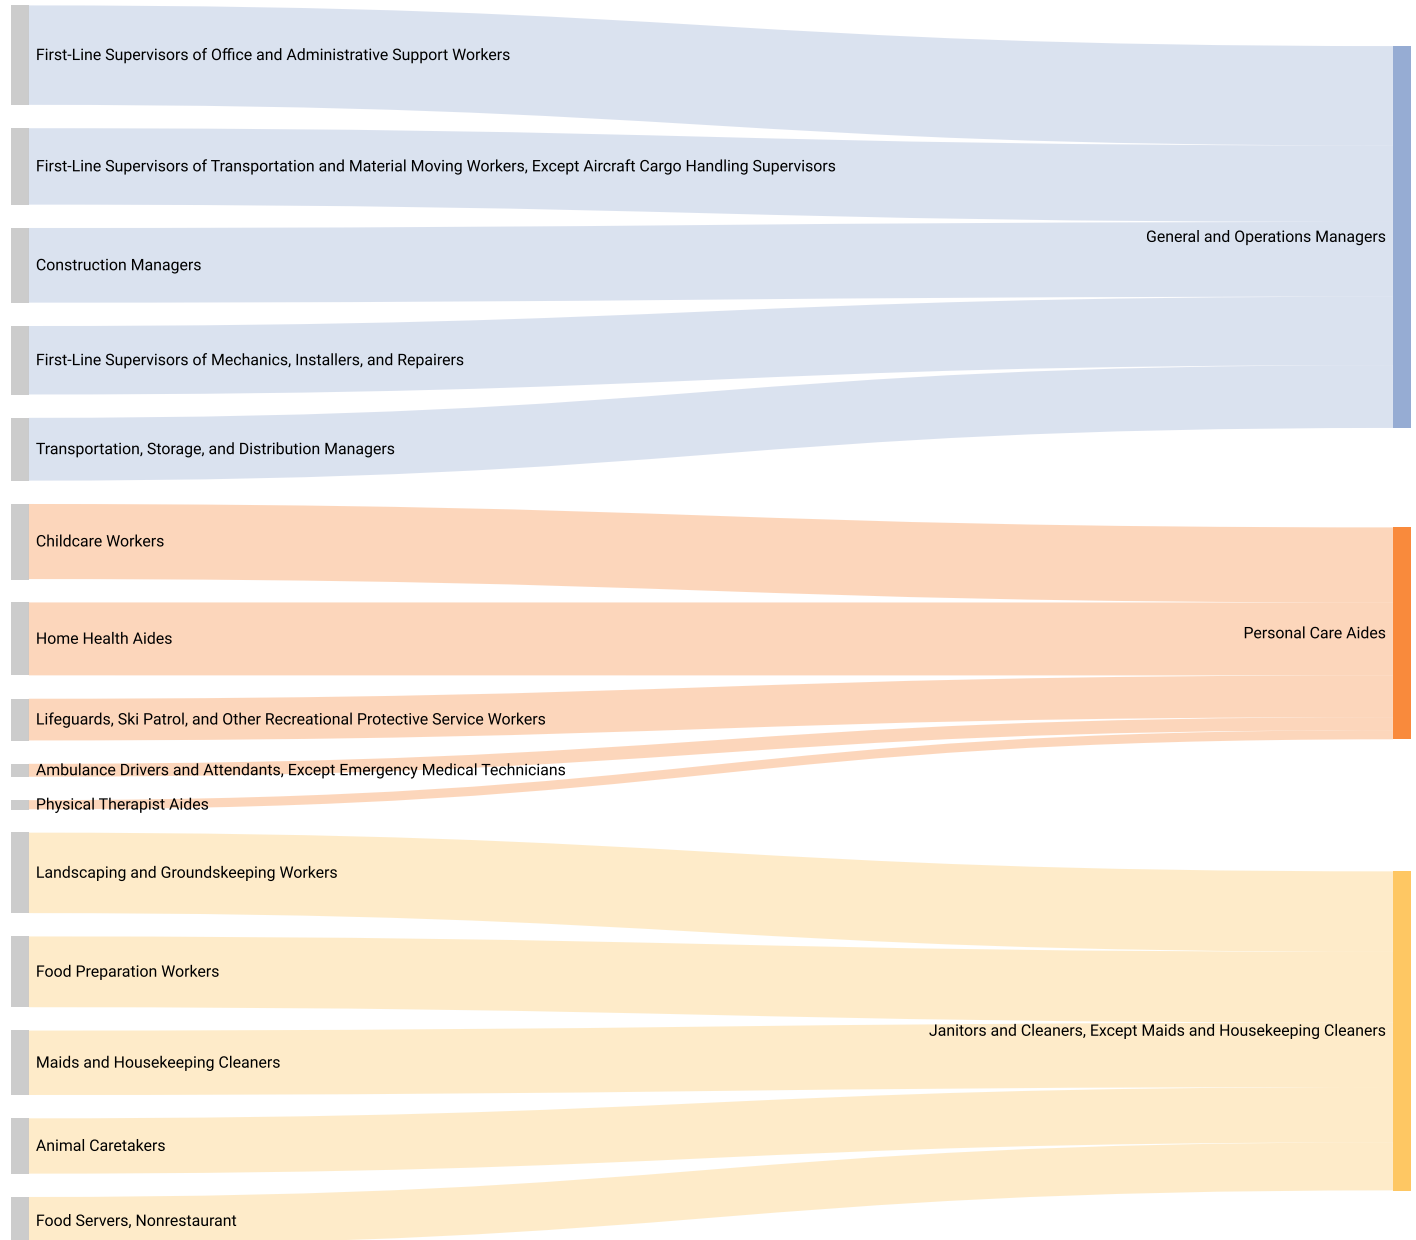 First-Line Supervisors of Office and Administrative Support Workers
First-Line Supervisors of Transportation and Material Moving Workers, Except Aircraft Cargo Handling Supervisors
General and Operations Managers
Construction Managers
First-Line Supervisors of Mechanics, Installers, and Repairers
Transportation, Storage, and Distribution Managers
Childcare Workers
Personal Care Aides
Home Health Aides
Lifeguards, Ski Patrol, and Other Recreational Protective Service Workers
Ambulance Drivers and Attendants, Except Emergency Medical Technicians
Physical Therapist Aides
Landscaping and Groundskeeping Workers
Food Preparation Workers
Janitors and Cleaners, Except Maids and Housekeeping Cleaners
Maids and Housekeeping Cleaners
Animal Caretakers
Food Servers, Nonrestaurant